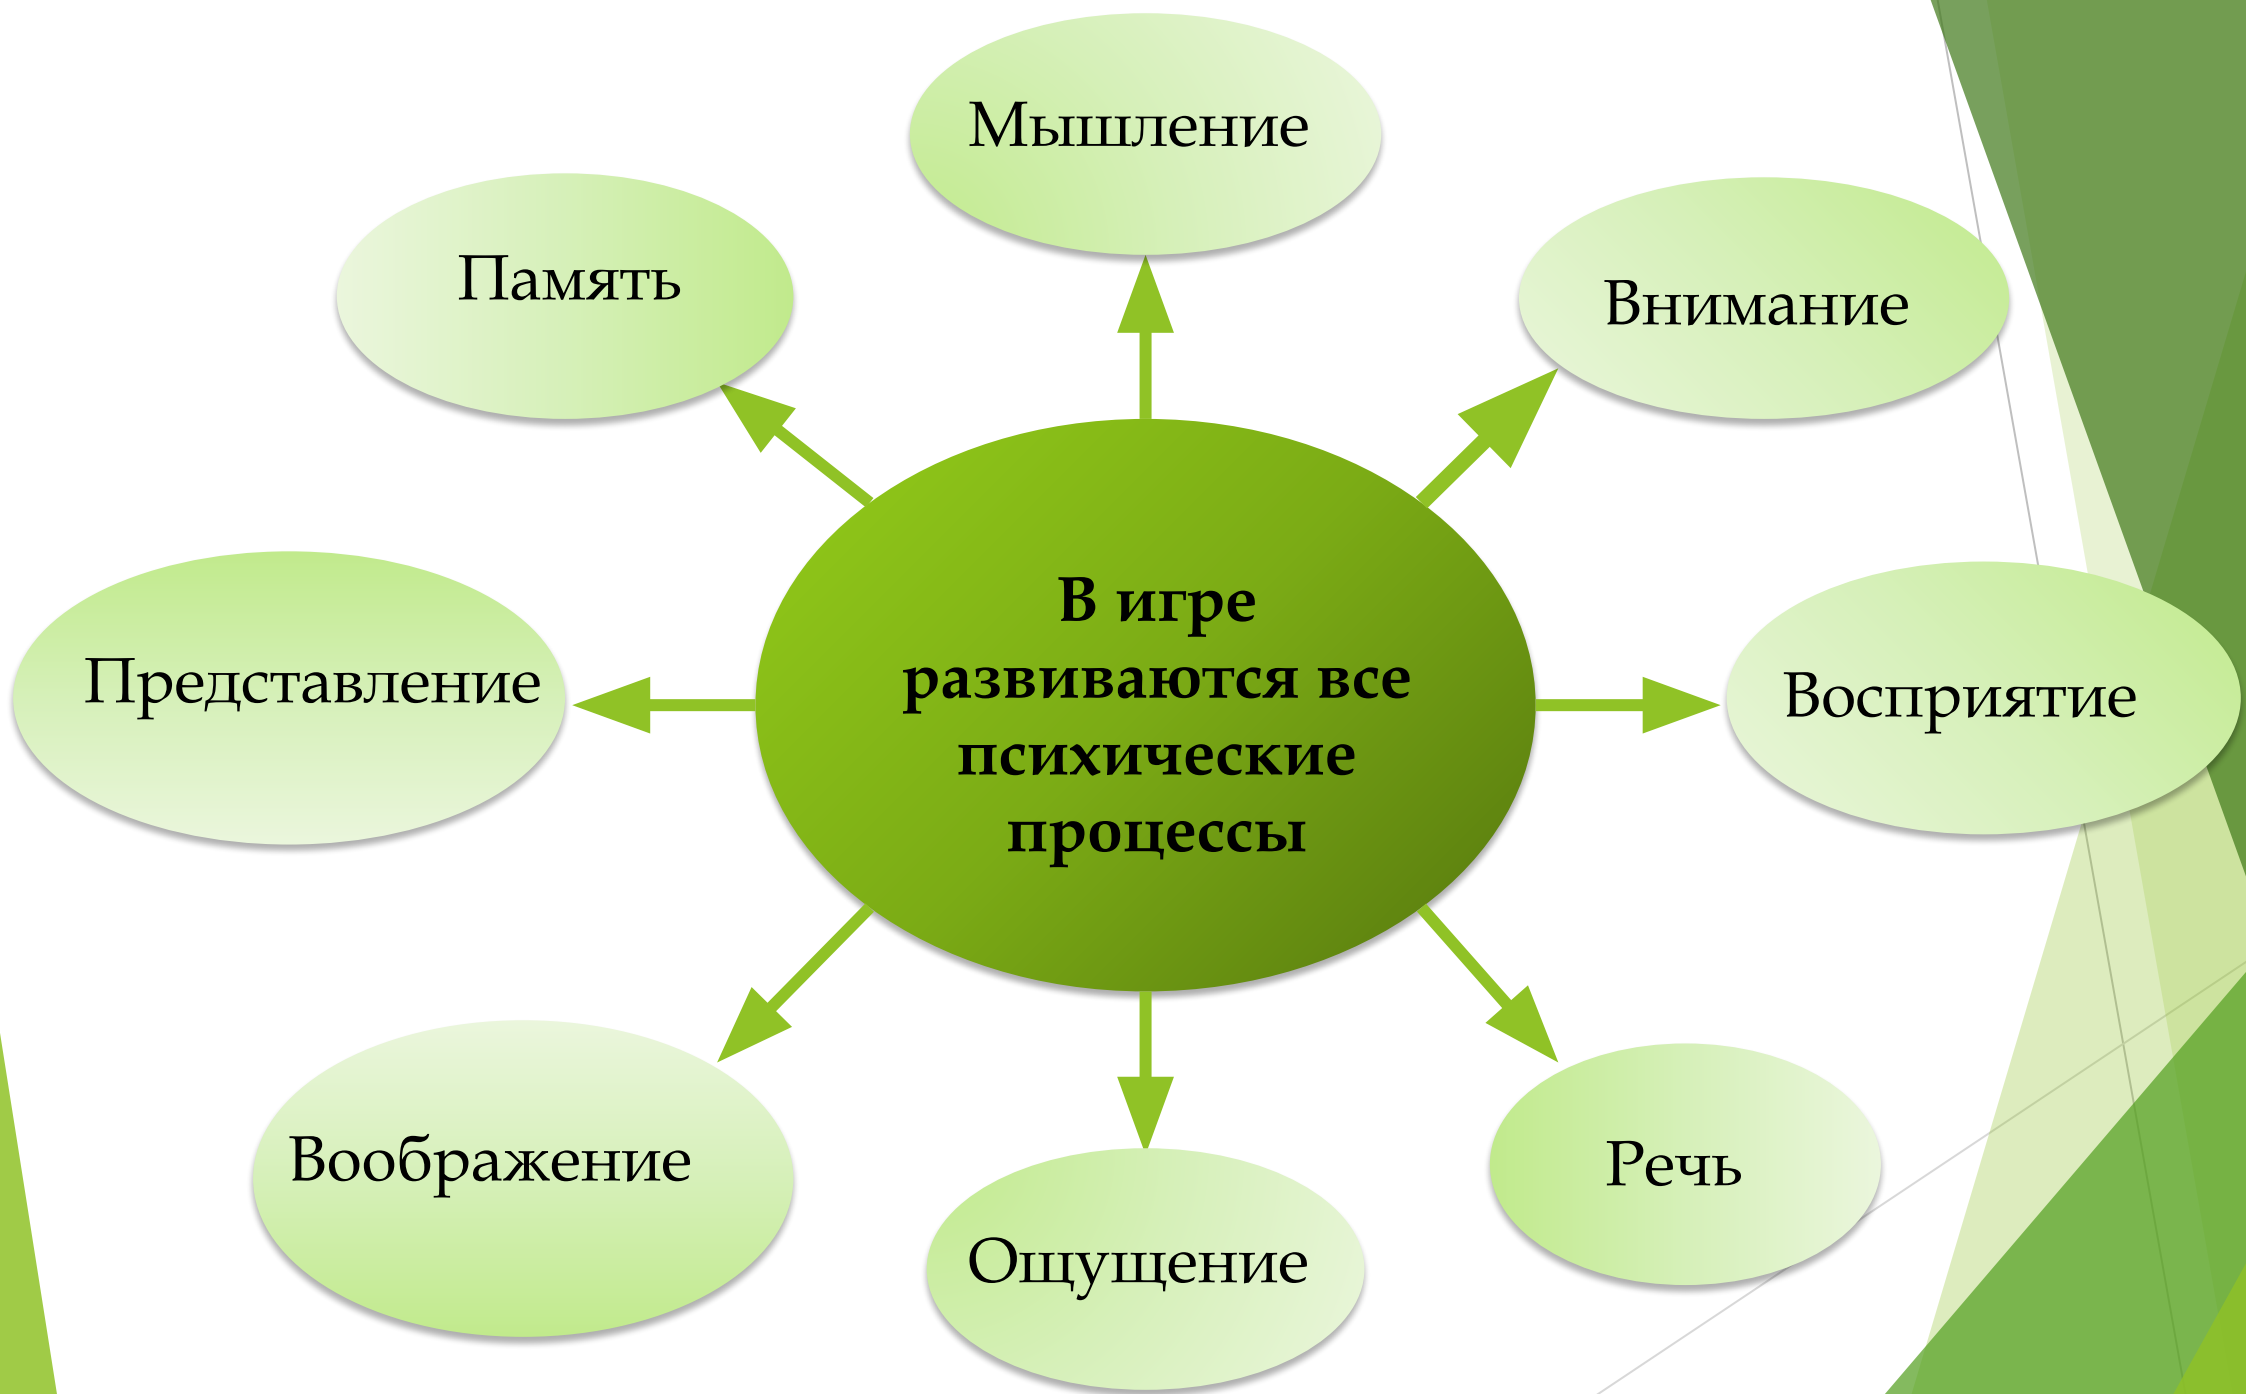 Мышление
Память
Внимание
В игре
развиваются все
психические
процессы
Представление
Восприятие
Воображение
Речь
Ощущение